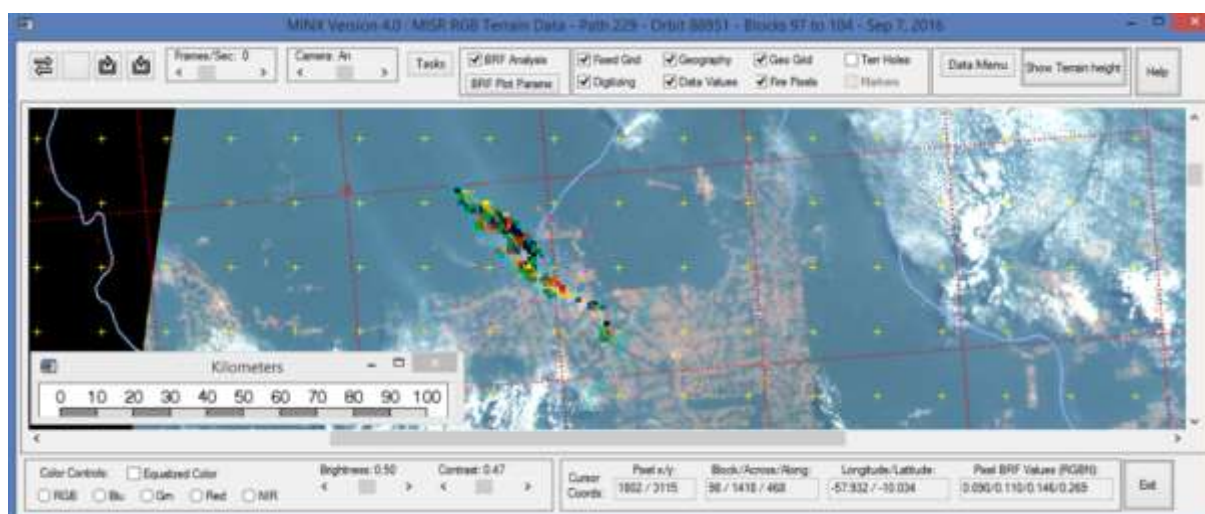 MINX Version 4.0 / MISR RGB Terrain Data - Path 229 - Orbit 88951 - Blocks 97 to 104 - Sep 7, 2016
Frames/Sec: 0
Camera: An
Tasks
BRF Analysis
BRF Plot Params
Fixed Grid
Geography
Geo Grid
Terr Holes
Digitizing
Data Values
Fire Pixels
Markers
Data Menu
Show Terrain height
Help
Kilometers
0 10 20 30 40 50 60 70 80 90 100
Color Controls:
Equalized Color
RGB
Blu
Grn
Red
NIR
Brightness: 0.50
Contrast: 0.47
Cursor
Coords:
Pixel x/y:
1802 / 3115
Block/Across/Along:
98 / 1418 / 468
Longitude/Latitude:
-57.932 / -10.034
Pixel BRF Values (RGBN):
0.090/0.110/0.146/0.265
Exit